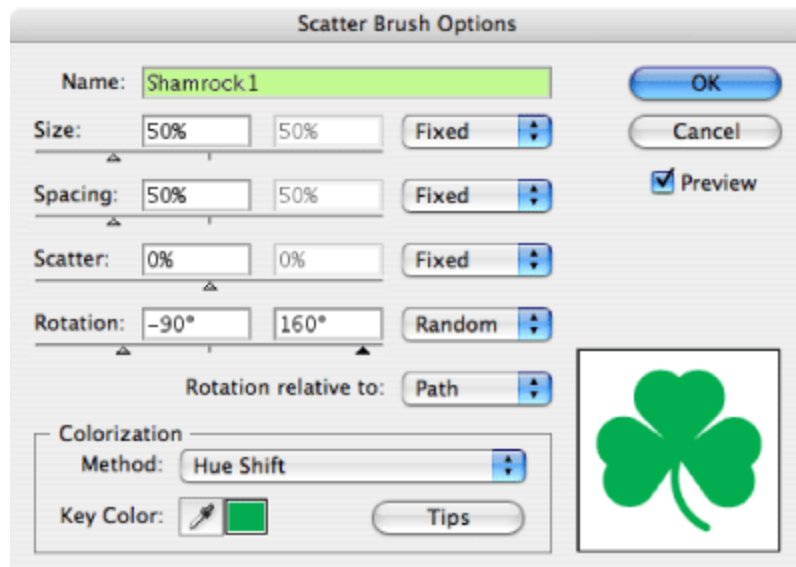 Scatter Brush Options
Name: Shamrock1 OK
Size: 50% 50% Fixed Cancel
Spacing: 50% 50% Fixed Preview
Scatter: 0% 0% Fixed
Rotation: -90° 160° Random
Rotation relative to: Path
Colorization
Method: Hue Shift
Key Color: Tips